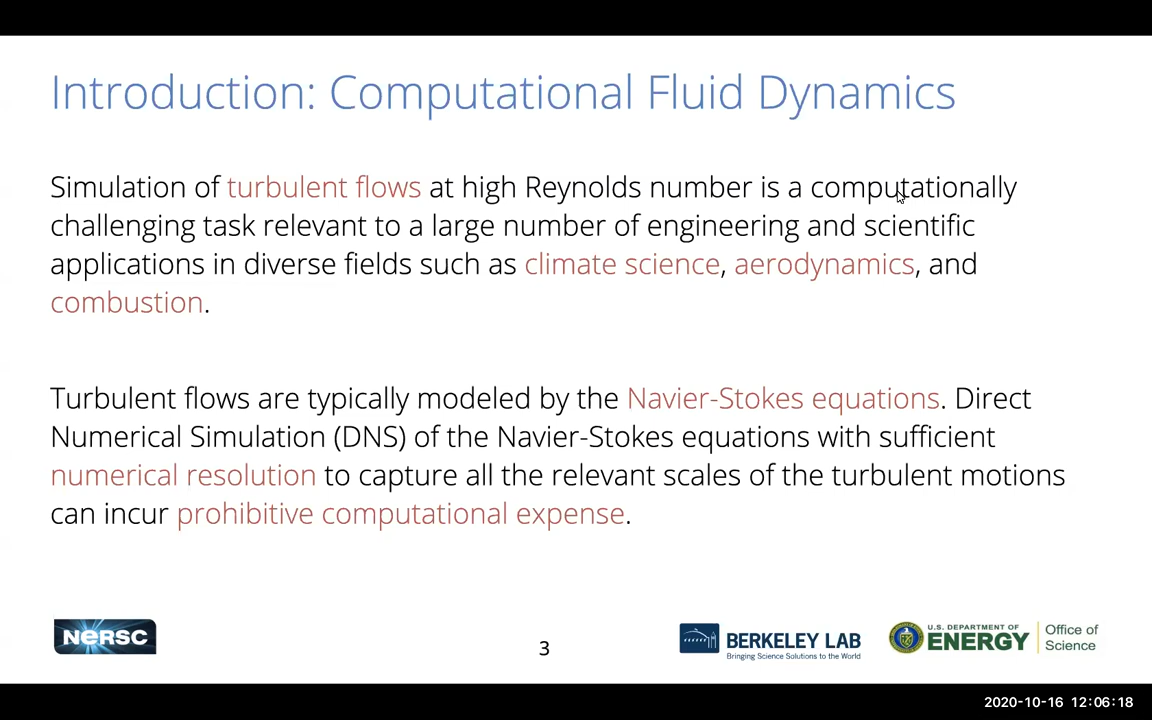 Introduction: Computational Fluid Dynamics
Simulation of turbulent flows at high Reynolds number is a computationally
challenging task relevant to a large number of engineering and scientific
applications in diverse fields such as climate science, aerodynamics, and
combustion.
Turbulent flows are typically modeled by the Navier-Stokes equations. Direct
Numerical Simulation (DNS) of the Navier-Stokes equations with sufficient
numerical resolution to capture all the relevant scales of the turbulent motions
can incur prohibitive computational expense.
NERSC
3
BERKELEY LAB
Bringing Science Solutions to the World
U.S. DEPARTMENT OF
ENERGY
Office of
Science
2020-10-16 12:06:18